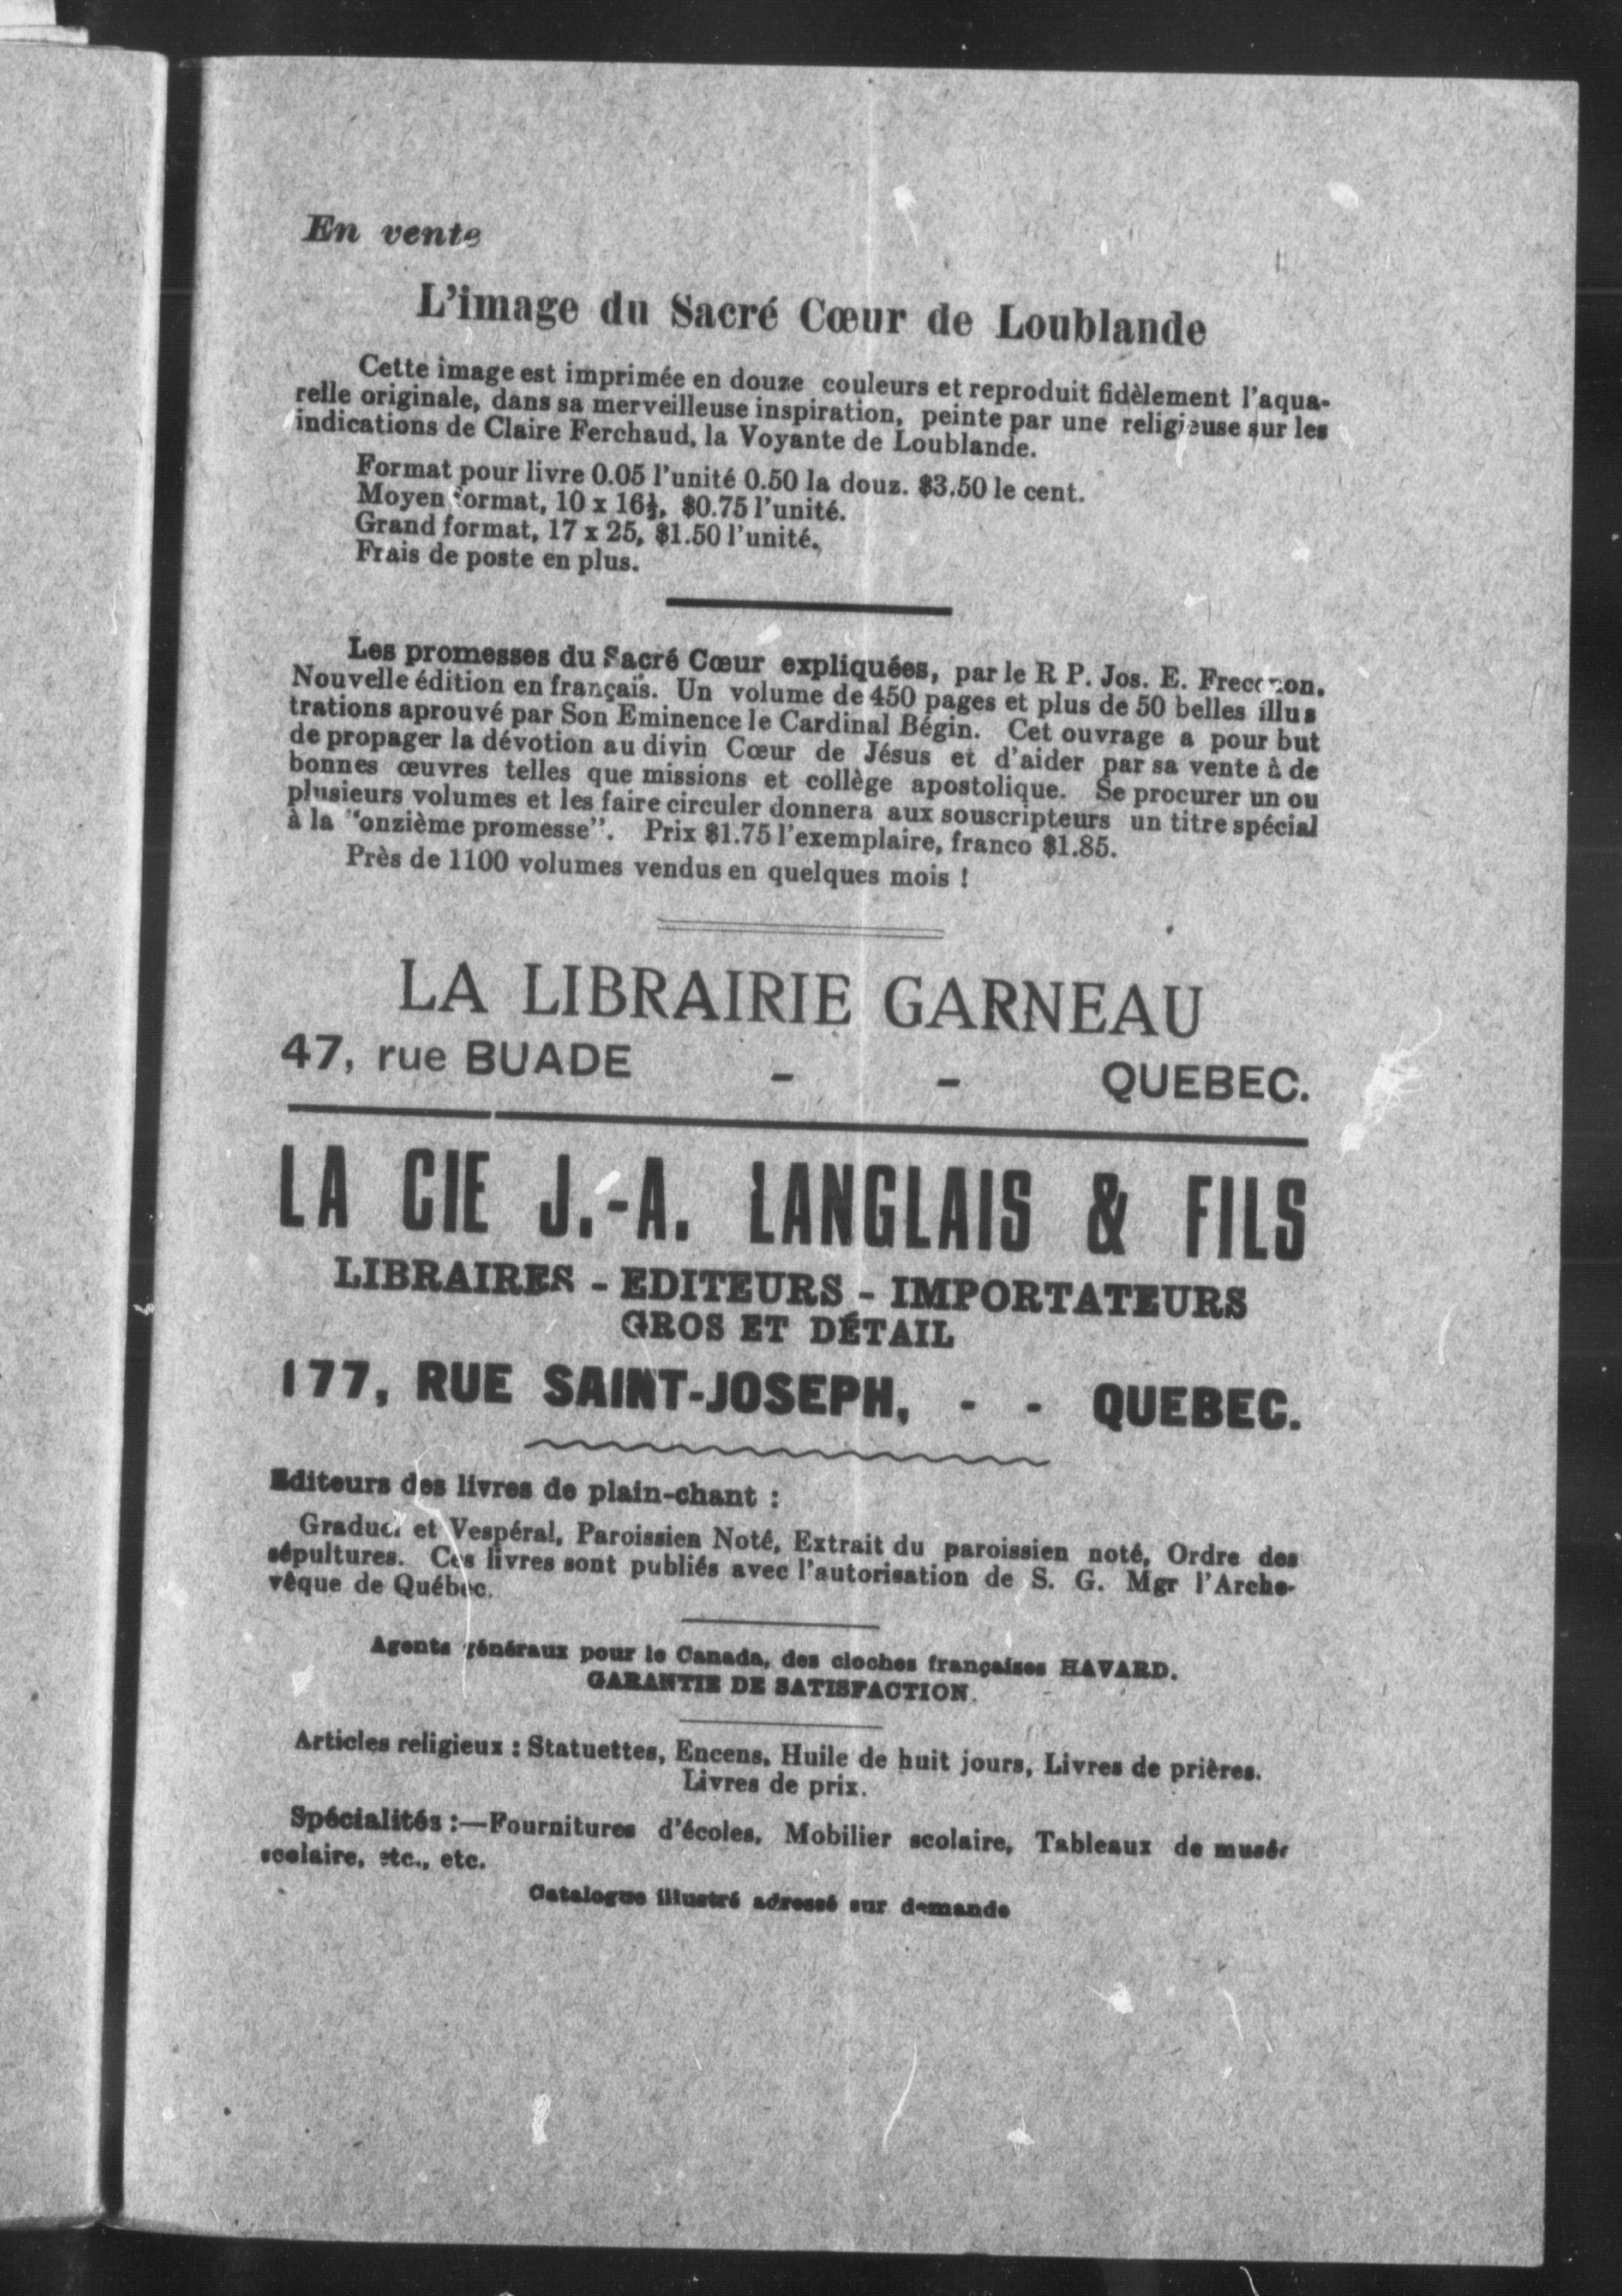 En vente
L'image du Sacré Cœur de Loublande
Cette image est imprimée en douze couleurs et reproduit fidèlement l'aqua-
relle originale, dans sa merveilleuse inspiration, peinte par une religieuse sur les
indications de Claire Ferchaud, la Voyante de Loublande.
Format pour livre 0.05 l'unité 0.50 la douz. $3.50 le cent.
Moyen format, 10 x 16½, $0.75 l'unité.
Grand format, 17 x 25, $1.50 l'unité.
Frais de poste en plus.
Les promesses du Sacré Cœur expliquées, par le R P. Jos. E.
Nouvelle édition en français. Un volume de 450 pages et plus de 50 belles illus
trations aprouvé par Son Eminence le Cardinal Bégin. Cet ouvrage a pour but
de propager la dévotion au divin Cœur de Jésus et d'aider par sa vente à de
bonnes œuvres telles que missions et collège apostolique. Se procurer un ou
plusieurs volumes et les faire circuler donnera aux souscripteurs un titre spécial
à la "onzième promesse". Prix $1.75 l'exemplaire, franco $1.85.
Près de 1100 volumes vendus en quelques mois !
LA LIBRAIRIE GARNEAU
47, rue BUADE - - QUEBEC.
LA CIE J.-A. LANGLAIS & FILS
LIBRAIRES - EDITEURS - IMPORTATEURS
GROS ET DÉTAIL
177, RUE SAINT-JOSEPH, - - QUEBEC.
Editeurs des livres de plain-chant :
Graduel et Vespéral, Paroissien Noté, Extrait du paroissien noté, Ordre des
sépultures. Ces livres sont publiés avec l'autorisation de S. G. Mgr l'Arche-
vêque de Québec.
Agents généraux pour le Canada, des cloches françaises HAVARD.
GARANTIE DE SATISFACTION.
Articles religieux : Statuettes, Encens, Huile de huit jours, Livres de prières.
Livres de prix.
Spécialités :—Fournitures d'écoles, Mobilier scolaire, Tableaux de musée
scolaire, etc., etc.
Catalogue illustré adressé sur demande